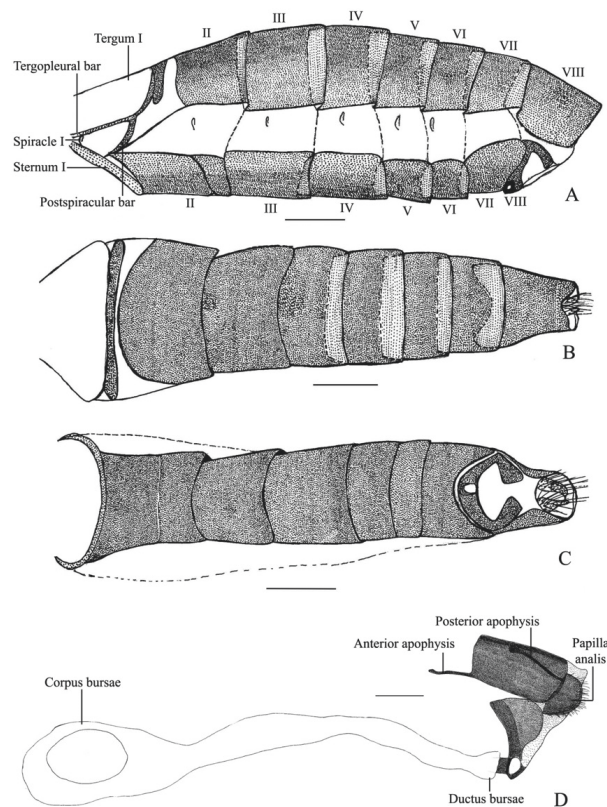 II III IV V VI VII VIII
Tergum I
Tergopleural bar
Spiracle I
Sternum I
Postspiracular bar
II III IV V VI VII VIII
A
B
C
Posterior apophysis
Anterior apophysis
Papilla
analis
Corpus bursae
Ductus bursae
D